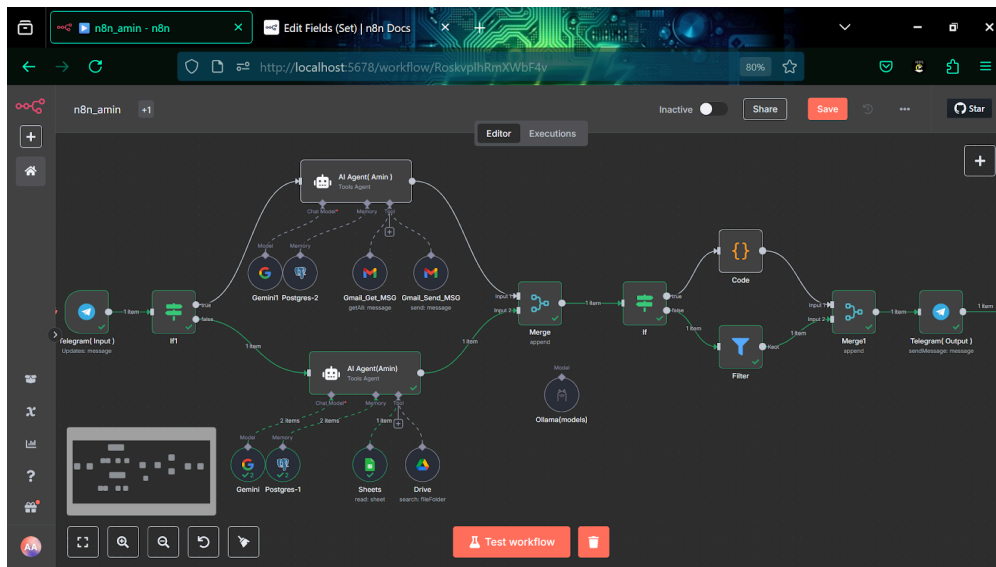 n8n_amin - n8n
Edit Fields (Set) | n8n Docs
http://localhost:5678/workflow/RoskvplhRmXWbF4v
80%
n8n_amin
+1
Inactive
Share
Save
Star
Editor
Executions
AI Agent( Amin )
Tools Agent
Chat Model*
Memory
Tool
Model
Memory
Gemini1
Postgres-2
Gmail_Get_MSG
getAll: message
Gmail_Send_MSG
send: message
Telegram( Input )
Updates: message
1 item
If1
true
false
1 item
AI Agent(Amin)
Tools Agent
Chat Model*
Memory
Tool
2 items
2 items
1 item
Model
Memory
Gemini
2
Postgres-1
2
Sheets
read: sheet
Drive
search: fileFolder
1 item
Input 1
Input 2
Merge
append
1 item
If
true
false
1 item
Model
Ollama(models)
Code
Filter
Kept
1 item
Input 1
Input 2
Merge1
append
1 item
Telegram( Output )
sendMessage: message
1 item
AA
Test workflow